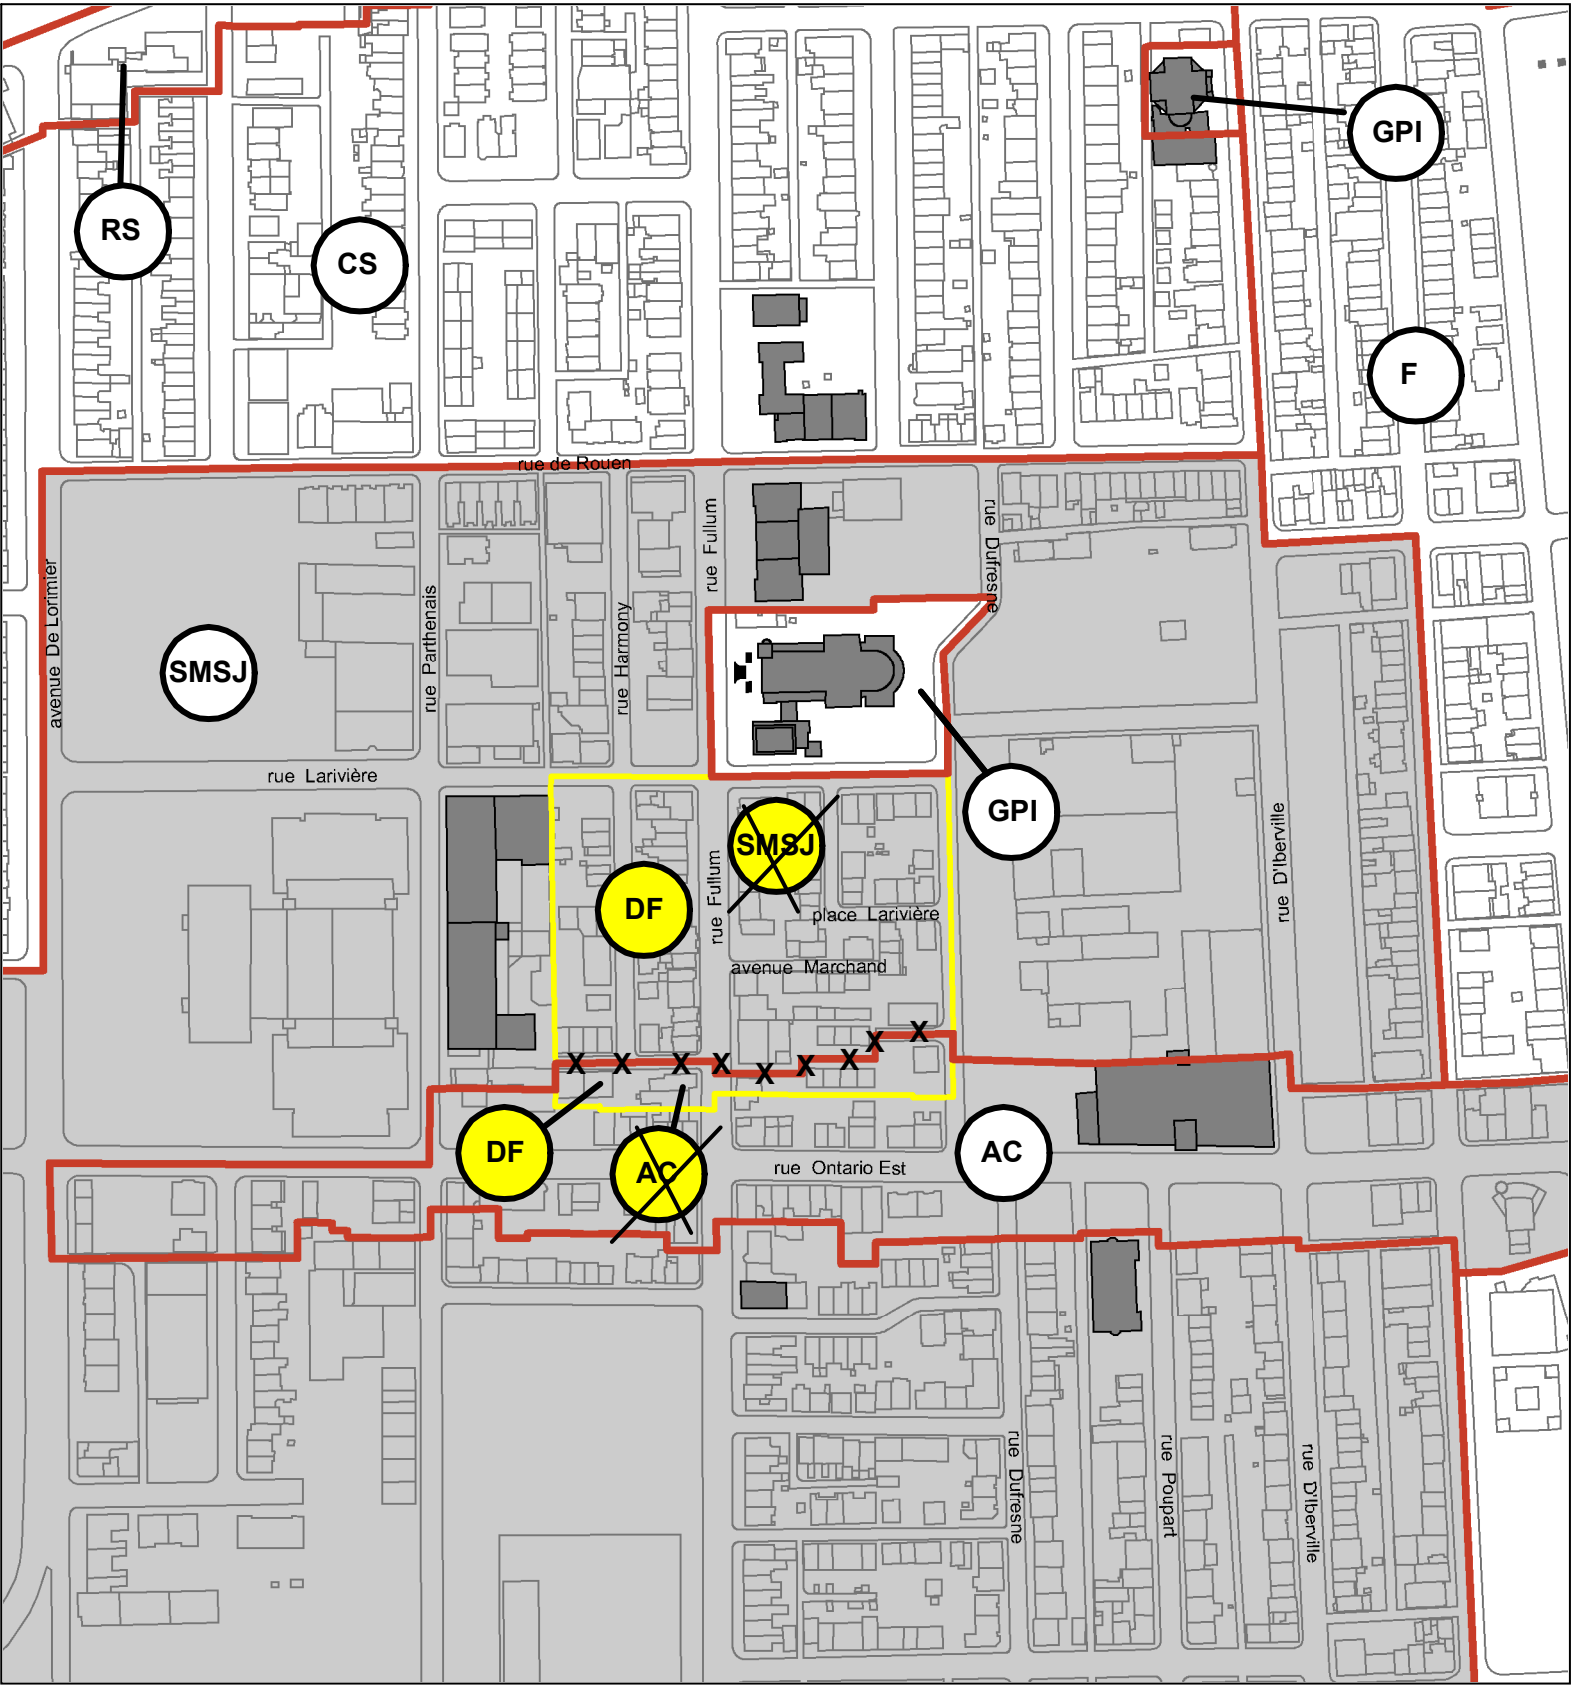 GPI
RS
CS
F
rue de Rouen
rue Fullum
rue Dufresne
avenue De Lorimier
rue Parthenais
rue Harmony
SMSJ
rue Larivière
GPI
SMSJ
rue D'Iberville
rue Fullum
DF
place Larivière
avenue Marchand
X X X X X X X X X
DF
AC
AC
rue Ontario Est
rue Dufresne
rue Poupart
rue D'Iberville